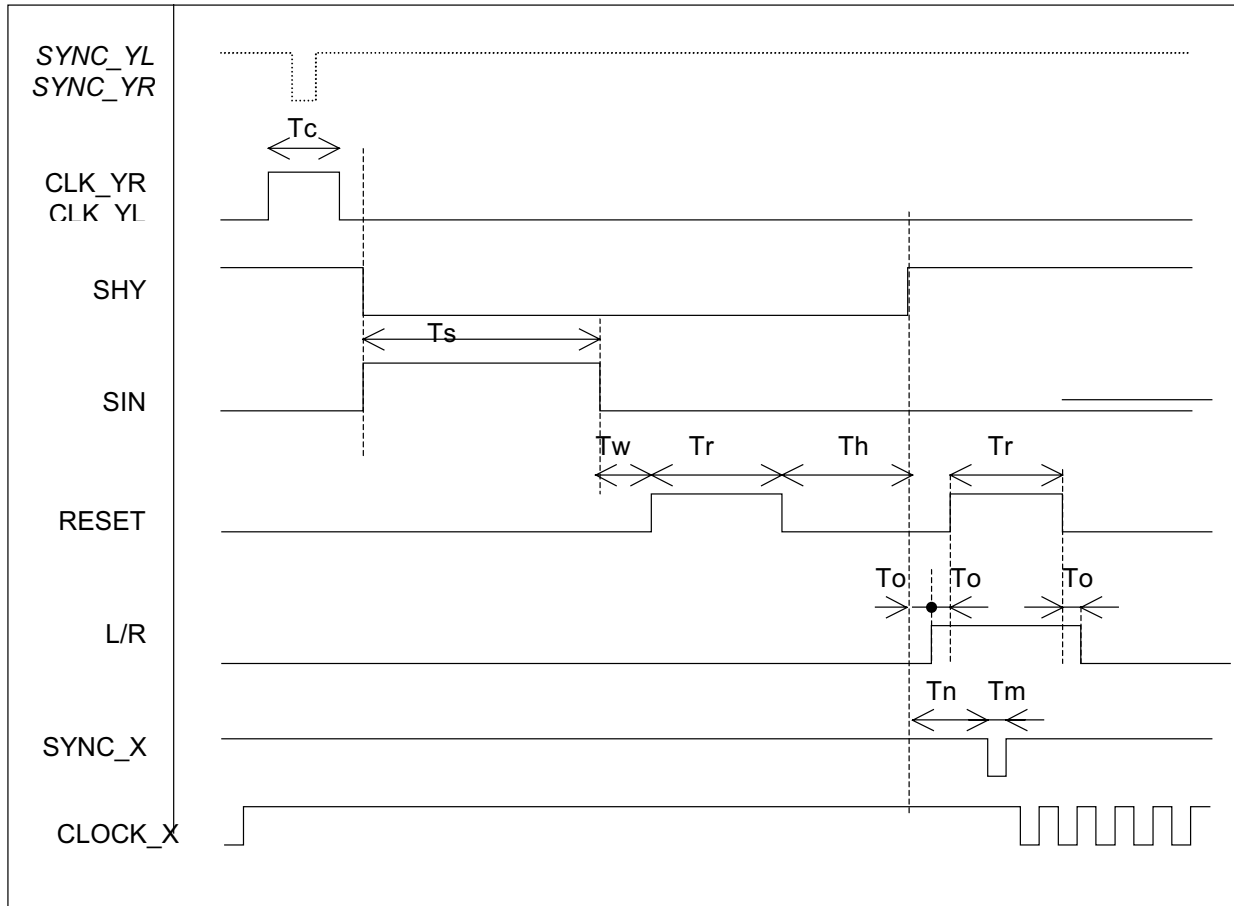 SYNC_YL
SYNC_YR
Tc
CLK_YR
CLK_YL
SHY
Ts
SIN
Tw Tr Th Tr
RESET
To To To
L/R
Tn Tm
SYNC_X
CLOCK_X